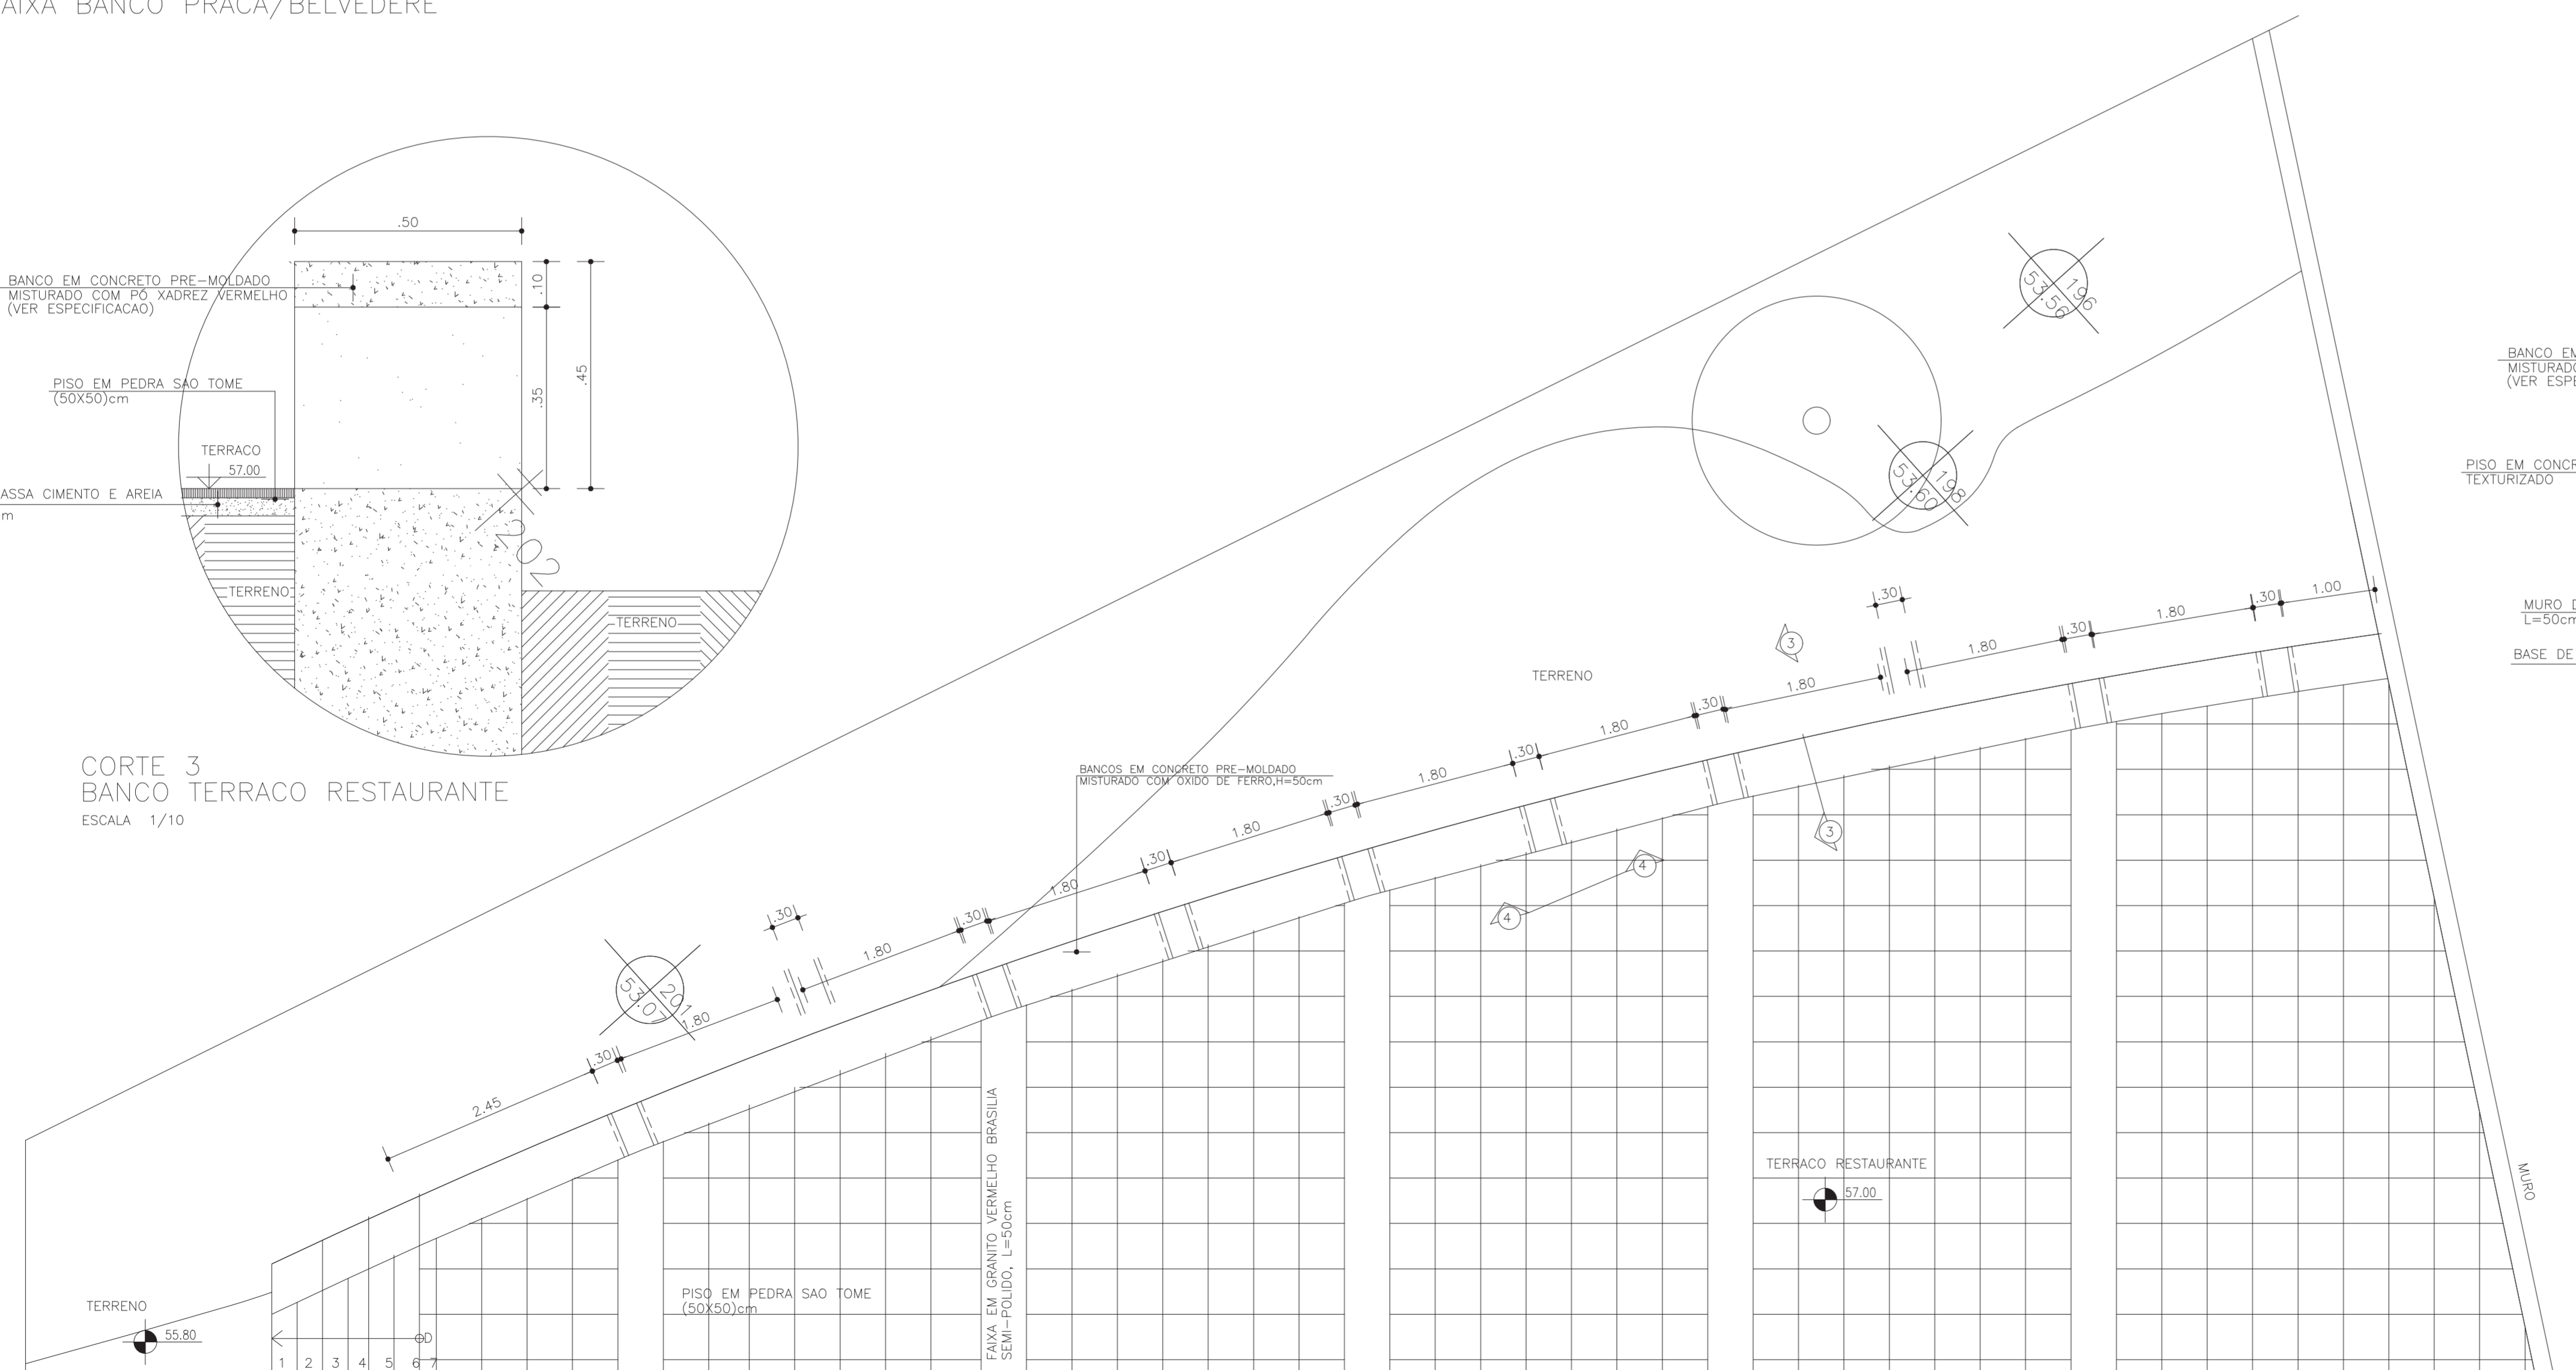 AIXA BANCO PRACA/BELVEDERE
.50
BANCO EM CONCRETO PRE-MOLDADO
MISTURADO COM PÓ XADREZ VERMELHO
(VER ESPECIFICACAO)
.10
.35
.45
PISO EM PEDRA SAO TOME
(50X50)cm
TERRACO
57.00
ASSA CIMENTO E AREIA
m
202
TERRENO
TERRENO
CORTE 3
BANCO TERRACO RESTAURANTE
ESCALA 1/10
196
53.56
198
53.60
BANCO EM
MISTURADO
(VER ESPE
PISO EM CONCR
TEXTURIZADO
MURO D
L=50cm
BASE DE
TERRENO
3
BANCOS EM CONCRETO PRE-MOLDADO
MISTURADO COM OXIDO DE FERRO,H=50cm
2.45
.30
1.80
.30
1.80
.30
1.80
.30
1.80
.30
1.80
.30
1.80
.30
1.80
.30
1.80
.30
1.80
.30
1.00
201
53.07
3
4
4
TERRACO RESTAURANTE
57.00
MURO
FAIXA EM GRANITO VERMELHO BRASILIA
SEMI-POLIDO, L=50cm
PISO EM PEDRA SAO TOME
(50X50)cm
TERRENO
55.80
D
1 2 3 4 5 6 7